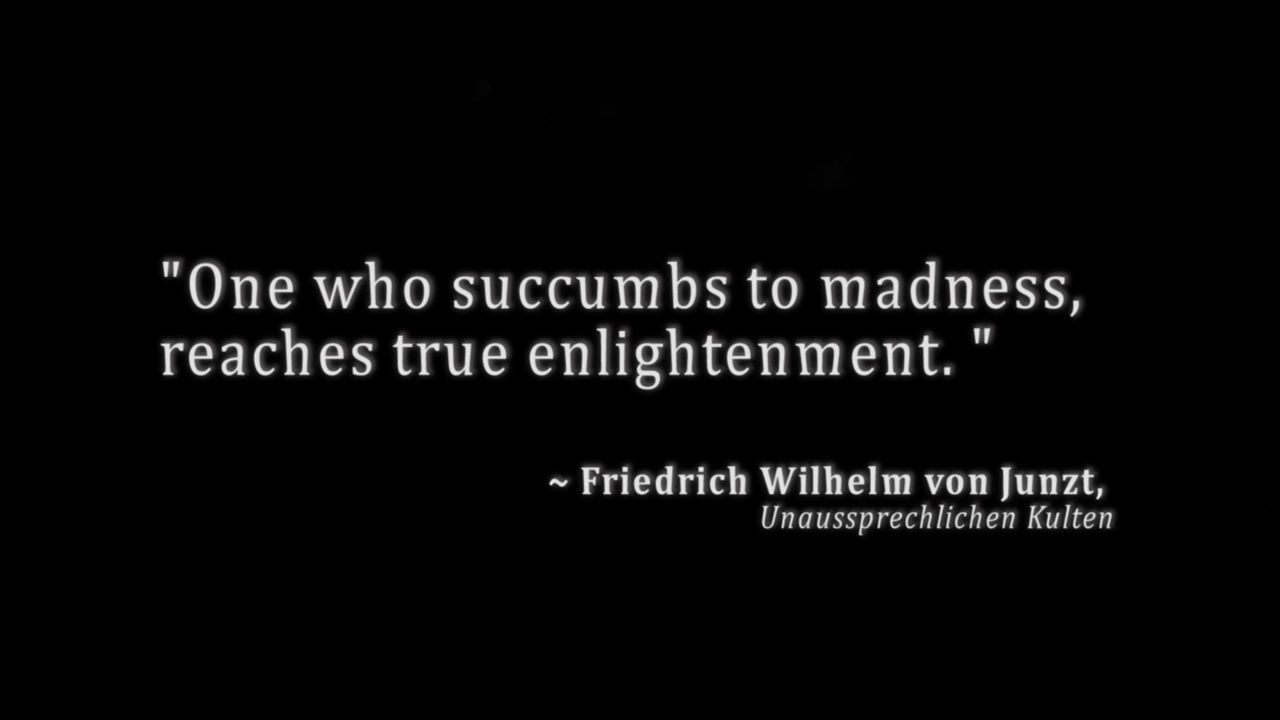 "One who succumbs to madness,
reaches true enlightenment. "
~ Friedrich Wilhelm von Junzt,
Unaussprechlichen Kulten